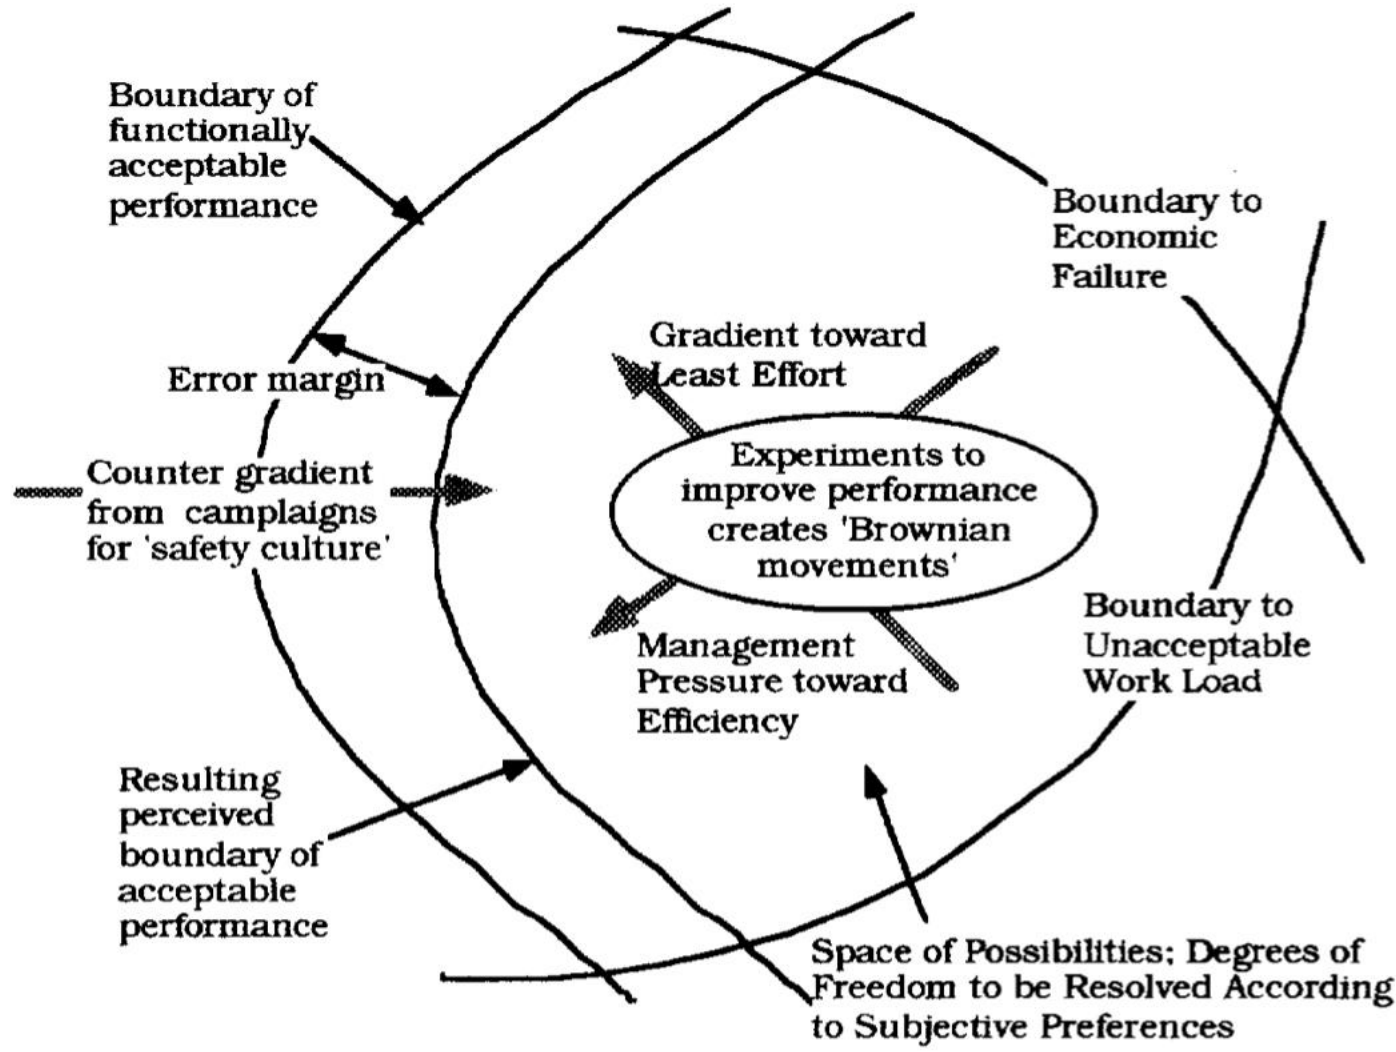 Boundary of
functionally
acceptable
performance
Boundary to
Economic
Failure
Gradient toward
Least Effort
Error margin
Experiments to
improve performance
creates 'Brownian
movements'
Counter gradient
from camplaigns
for 'safety culture'
Management
Pressure toward
Efficiency
Boundary to
Unacceptable
Work Load
Resulting
perceived
boundary of
acceptable
performance
Space of Possibilities; Degrees of
Freedom to be Resolved According
to Subjective Preferences